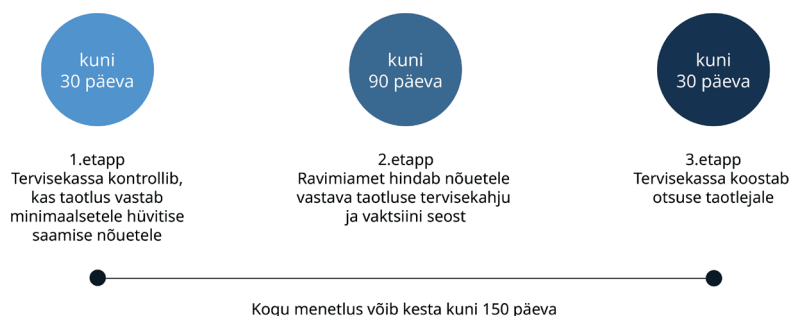 kuni
30 päeva
kuni
90 päeva
kuni
30 päeva
1.etapp
Tervisekassa kontrollib,
kas taotlus vastab
minimaalsetele hüvitise
saamise nõuetele
2.etapp
Ravimiamet hindab nõuetele
vastava taotluse tervisekahju
ja vaktsiini seost
3.etapp
Tervisekassa koostab
otsuse taotlejale
Kogu menetlus võib kesta kuni 150 päeva